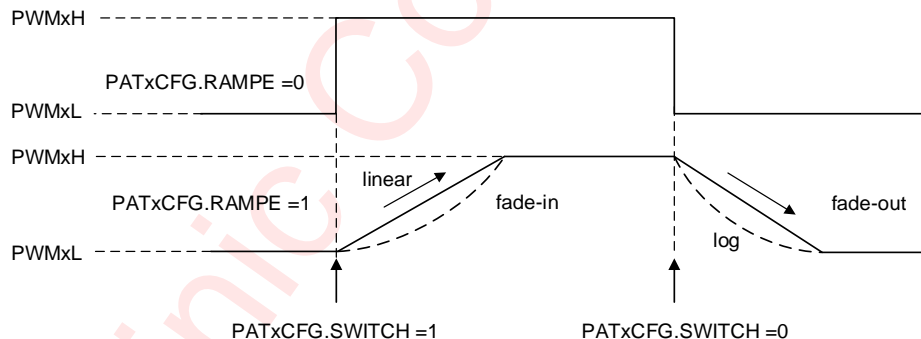 PWMxH
PATxCFG.RAMPE =0
PWMxL
PWMxH
linear
PATxCFG.RAMPE =1
fade-in
fade-out
log
PWMxL
PATxCFG.SWITCH =1
PATxCFG.SWITCH =0